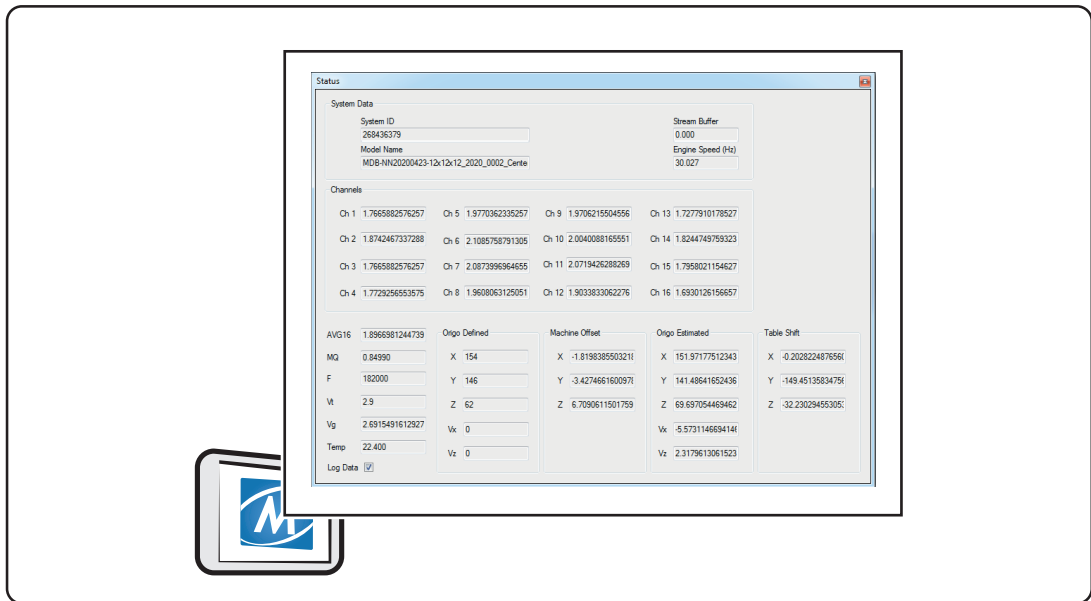 Status
System Data
System ID
268436379
Model Name
MDB-NN20200423-12x12x12_2020_0002_Cente
Stream Buffer
0.000
Engine Speed (Hz)
30.027
Channels
Ch 1 1.7665882576257 Ch 5 1.9770362335257 Ch 9 1.9706215504556 Ch 13 1.7277910178527
Ch 2 1.8742467337288 Ch 6 2.1085758791305 Ch 10 2.0040088165551 Ch 14 1.8244749759323
Ch 3 1.7665882576257 Ch 7 2.0873996964655 Ch 11 2.0719426288269 Ch 15 1.7958021154627
Ch 4 1.7729256553575 Ch 8 1.9608063125051 Ch 12 1.9033833062276 Ch 16 1.6930126156657
AVG16 1.8966981244739
MQ 0.84990
F 182000
Vt 2.9
Vg 2.6915491612927
Temp 22.400
Log Data
Origo Defined
X 154
Y 146
Z 62
Vx 0
Vz 0
Machine Offset
X -1.8198385503218
Y -3.4274661600978
Z 6.7090611501759
Origo Estimated
X 151.97177512343
Y 141.48641652436
Z 69.697054469462
Vx -5.5731146694146
Vz 2.3179613061523
Table Shift
X -0.2028224876560
Y -149.45135834756
Z -32.230294553053
M